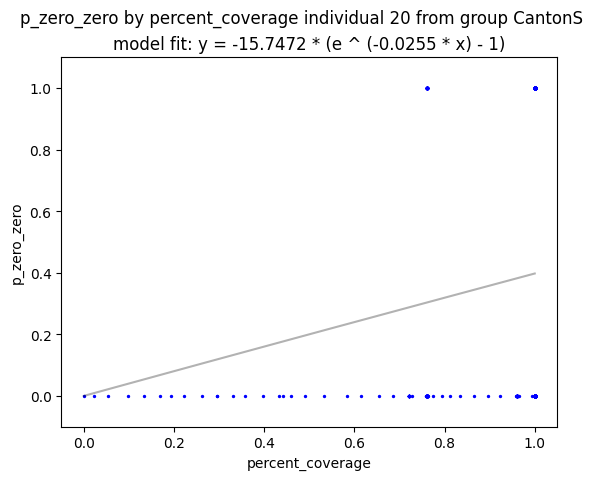 p_zero_zero by percent_coverage individual 20 from group CantonS
model fit: y = -15.7472 * (e ^ (-0.0255 * x) - 1)
1.0
0.8
0.6
0.4
0.2
0.0
p_zero_zero
0.0 0.2 0.4 0.6 0.8 1.0
percent_coverage